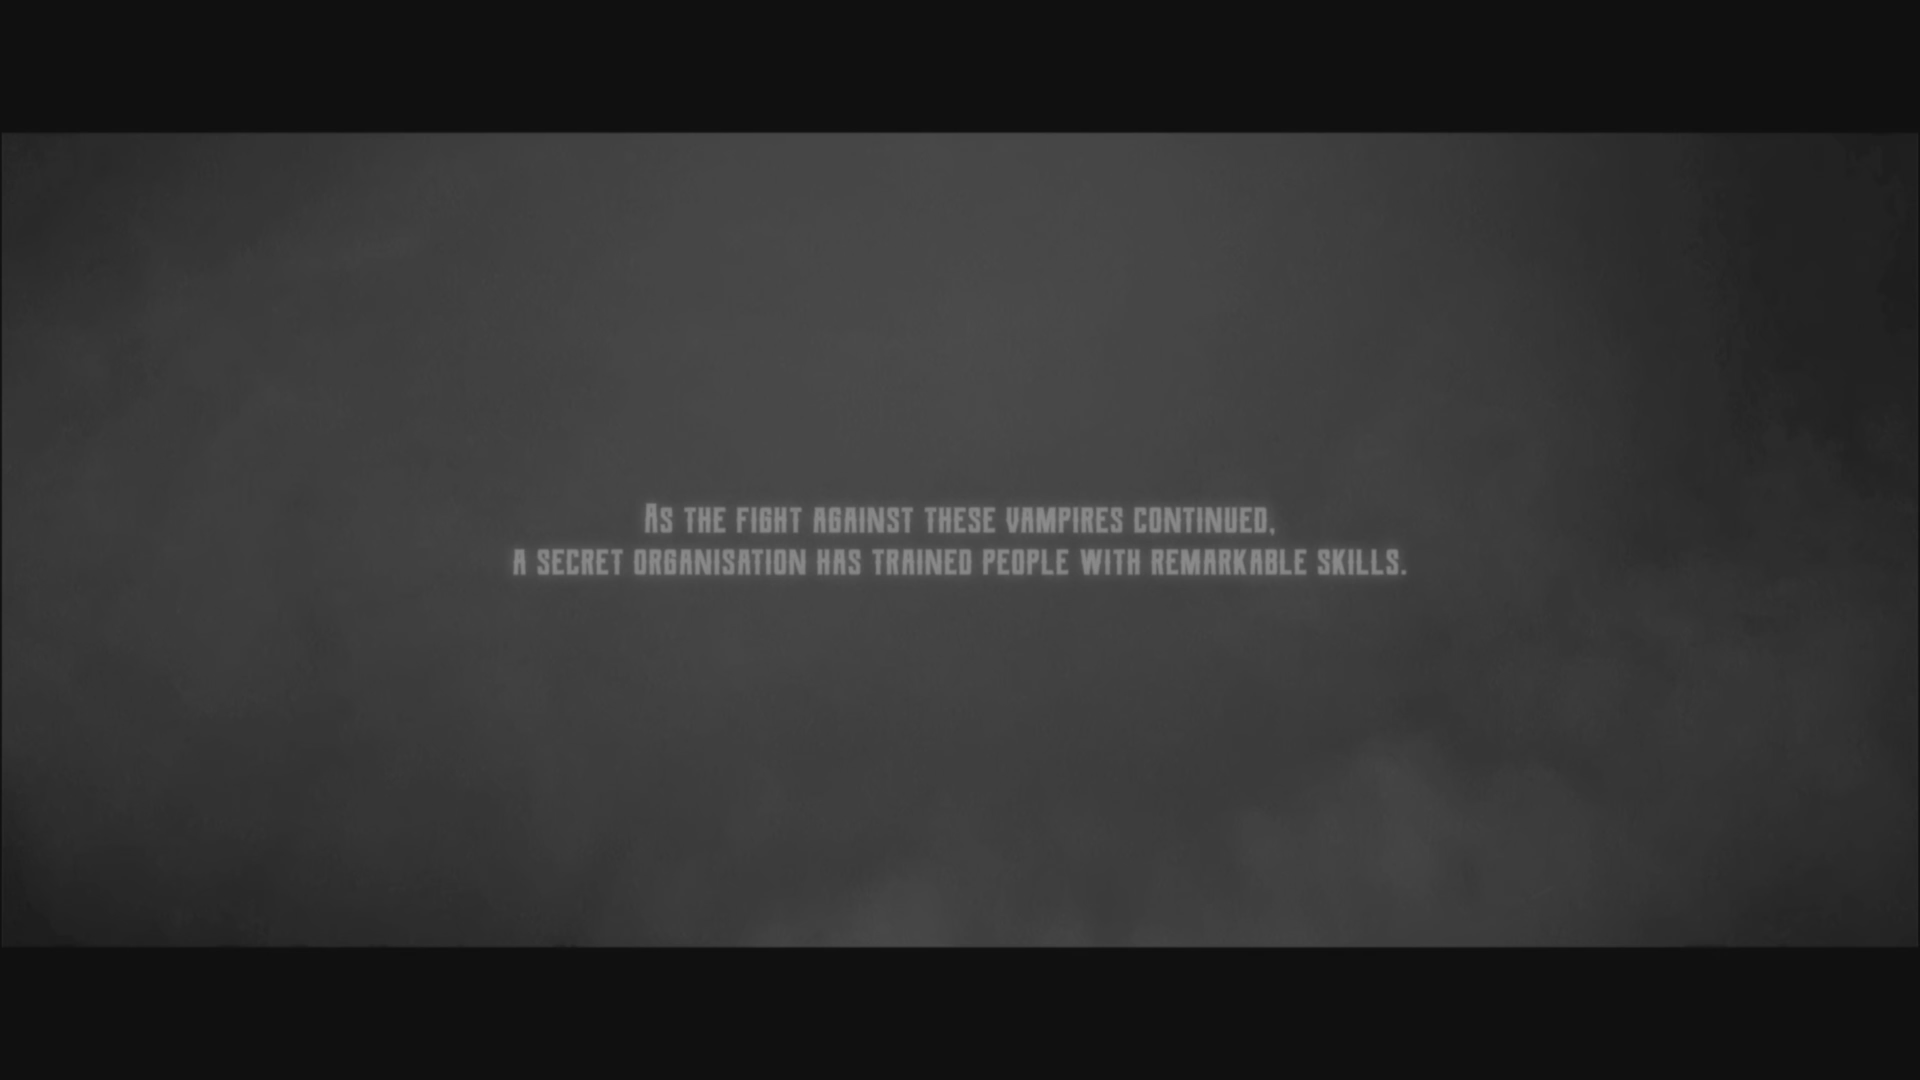 As the fight against these vampires continued,
a secret organisation has trained people with remarkable skills.